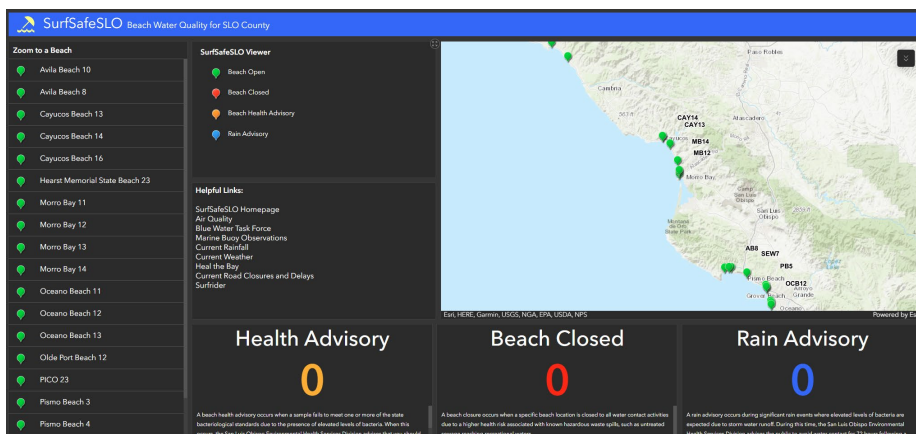 SurfSafeSLO Beach Water Quality for SLO County
Zoom to a Beach
Avila Beach 10
Avila Beach 8
Cayucos Beach 13
Cayucos Beach 14
Cayucos Beach 16
Hearst Memorial State Beach 23
Morro Bay 11
Morro Bay 12
Morro Bay 13
Morro Bay 14
Oceano Beach 11
Oceano Beach 12
Oceano Beach 13
Olde Port Beach 12
PICO 23
Pismo Beach 3
Pismo Beach 4
SurfSafeSLO Viewer
Beach Open
Beach Closed
Beach Health Advisory
Rain Advisory
Helpful Links:
SurfSafeSLO Homepage
Air Quality
Blue Water Task Force
Marine Buoy Observations
Current Rainfall
Current Weather
Heal the Bay
Current Road Closures and Delays
Surfrider
Paso Robles
Cambria
Atascadero
CAY14
CAY13
Cayucos
MB14
MB12
Morro Bay
Camp
San Luis
Obispo
San Luis
Obispo
State Park
AB8
SEW7
PB5
Pismo Beach
OCB12
Arroyo
Grover Beach Grande
Oceano
Esri, HERE, Garmin, USGS, NGA, EPA, USDA, NPS
Powered by Es
Health Advisory
0
A beach health advisory occurs when a sample fails to meet one or more of the state
bacteriological standards due to the presence of elevated levels of bacteria. When this
Beach Closed
0
A beach closure occurs when a specific beach location is closed to all water contact activities
due to a higher health risk associated with known hazardous waste spills, such as untreated
Rain Advisory
0
A rain advisory occurs during significant rain events where elevated levels of bacteria are
expected due to storm water runoff. During this time, the San Luis Obispo Environmental